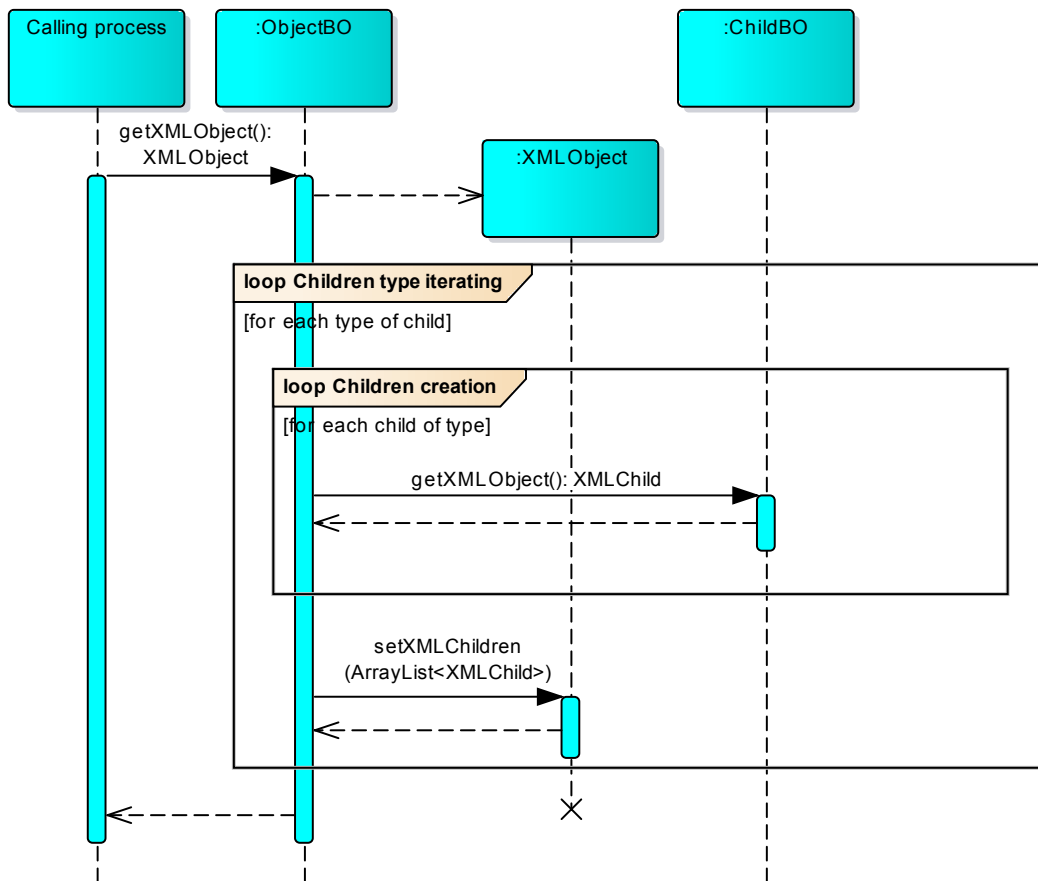 Calling process
:ObjectBO
:ChildBO
getXMLObject():
XMLObject
:XMLObject
loop Children type iterating
[for each type of child]
loop Children creation
[for each child of type]
getXMLObject(): XMLChild
setXMLChildren
(ArrayList<XMLChild>)